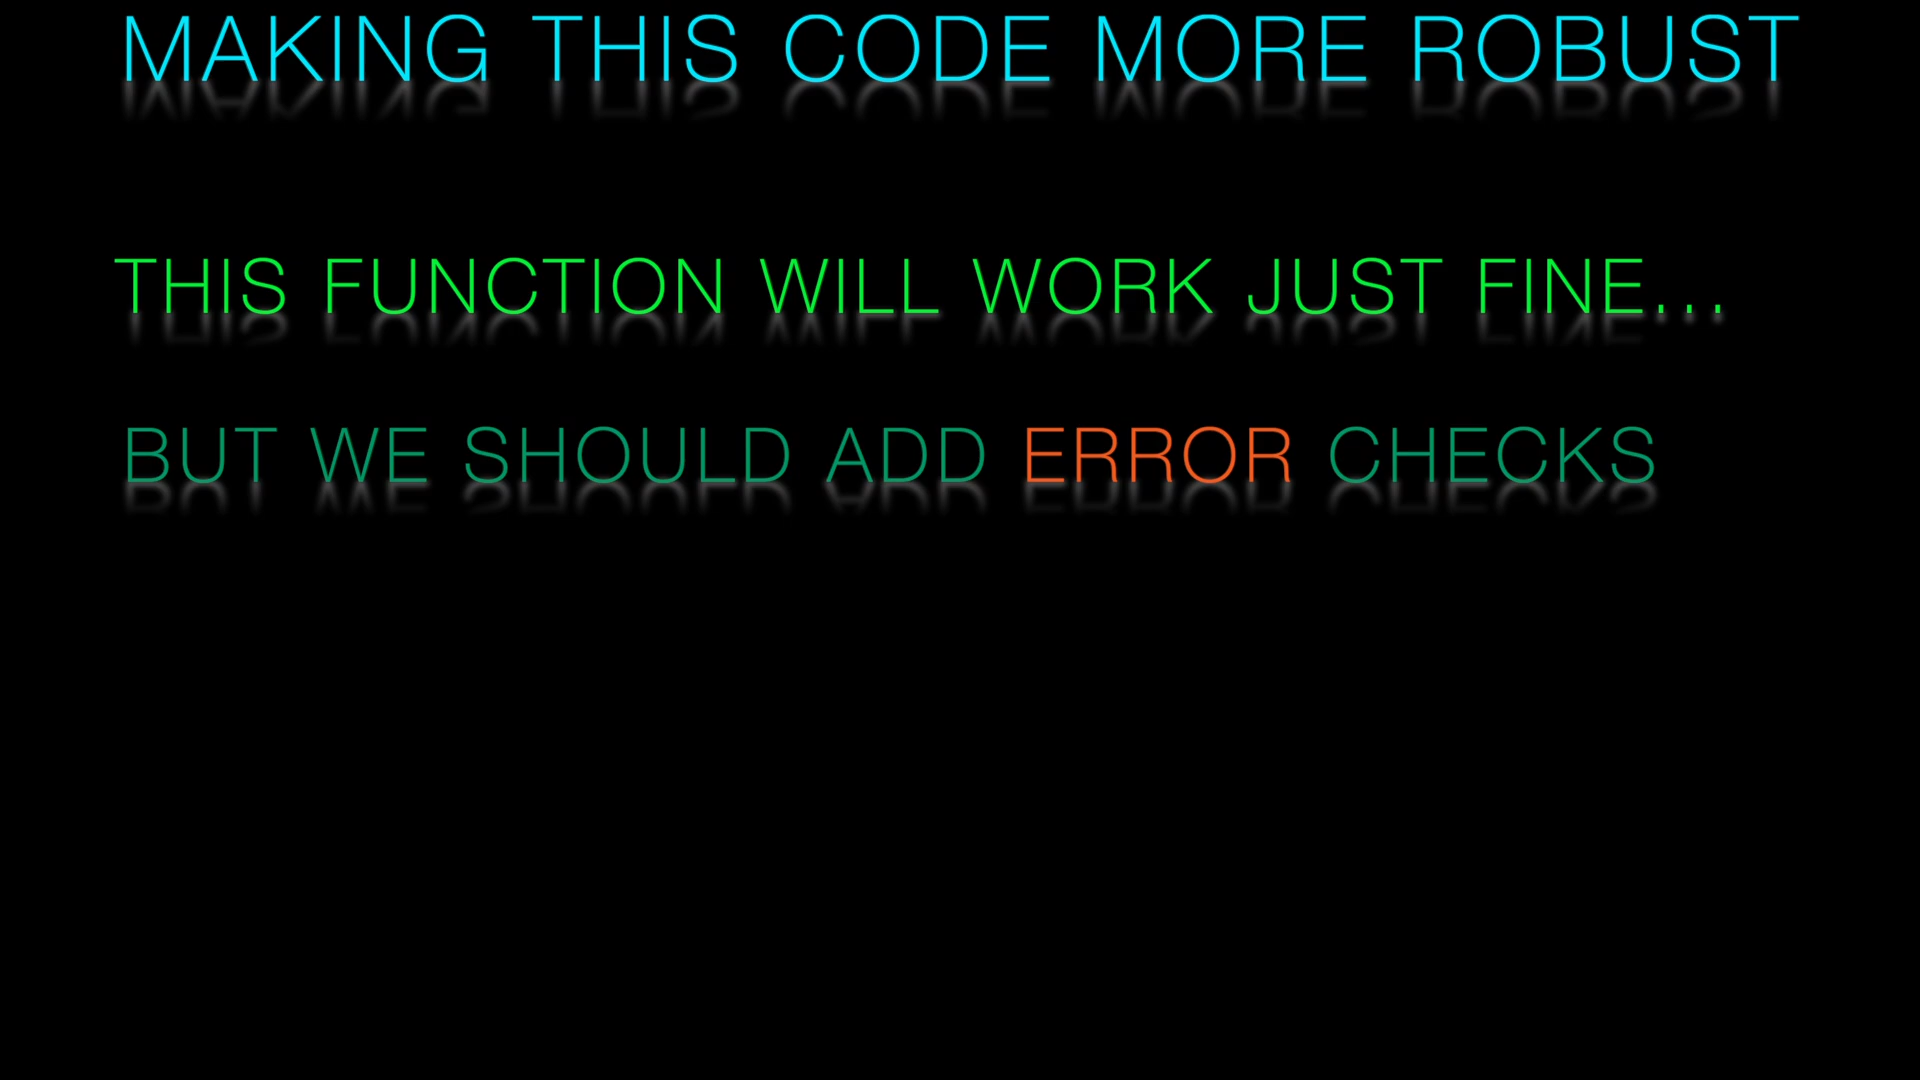 MAKING THIS CODE MORE ROBUST
THIS FUNCTION WILL WORK JUST FINE...
BUT WE SHOULD ADD ERROR CHECKS